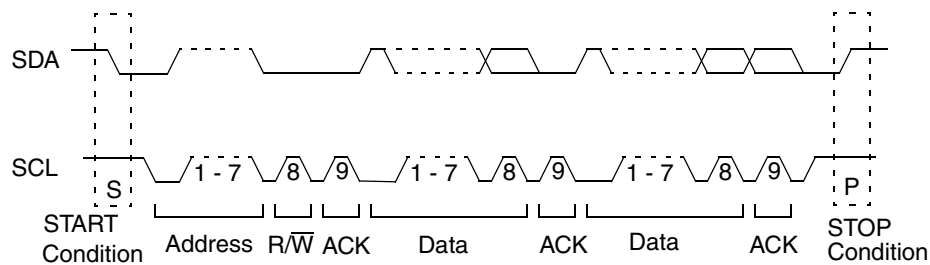 SDA
SCL
S
1 - 7
8
9
1 - 7
8
9
1 - 7
8
9
P
START
Condition
Address
R/W̅
ACK
Data
ACK
Data
ACK
STOP
Condition